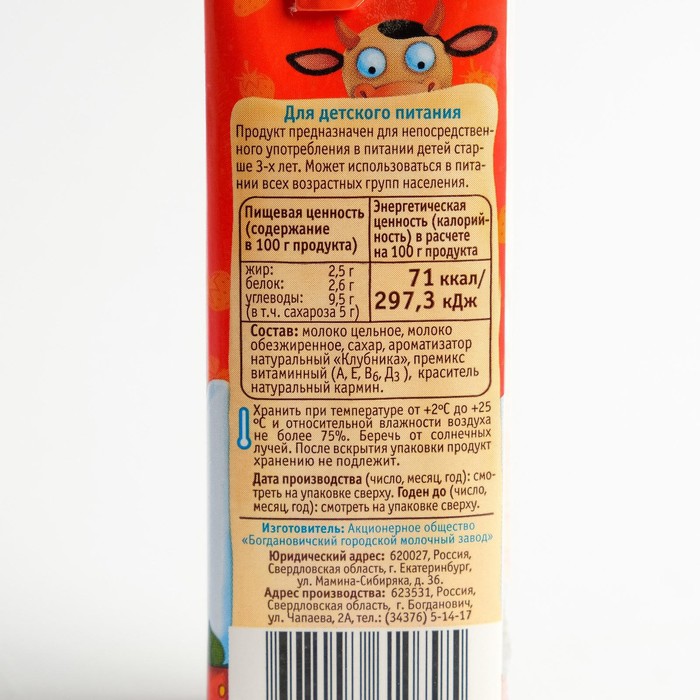 Для детского питания
Продукт предназначен для непосредствен-
ного употребления в питании детей стар-
ше 3-х лет. Может использоваться в пита-
нии всех возрастных групп населения.
Пищевая ценность
(содержание
в 100 г продукта)
Энергетическая
ценность (калорий-
ность) в расчете
на 100 г продукта
жир: 2,5 г
белок: 2,6 г
углеводы: 9,5 г
(в т.ч. сахароза 5 г)
71 ккал/
297,3 кДж
Состав: молоко цельное, молоко
обезжиренное, сахар, ароматизатор
натуральный «Клубника», премикс
витаминный (А, Е, В6, Д3 ), краситель
натуральный кармин.
Хранить при температуре от +2ºС до +25
ºС и относительной влажности воздуха
не более 75%. Беречь от солнечных
лучей. После вскрытия упаковки продукт
хранению не подлежит.
Дата производства (число, месяц, год): смо-
треть на упаковке сверху. Годен до (число,
месяц, год): смотреть на упаковке сверху.
Изготовитель: Акционерное общество
«Богдановичский городской молочный завод»
Юридический адрес: 620027, Россия,
Свердловская область, г. Екатеринбург,
ул. Мамина-Сибиряка, д. 36.
Адрес производства: 623531, Россия,
Свердловская область, г. Богданович,
ул. Чапаева, 2А, тел.: (34376) 5-14-17